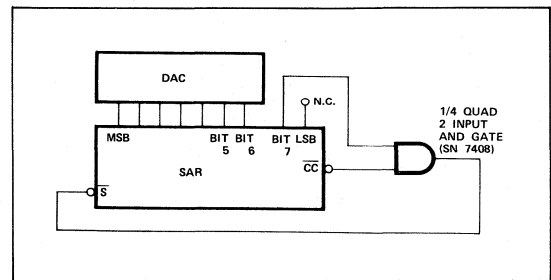 DAC
N.C.
1/4 QUAD
2 INPUT
AND GATE
(SN 7408)
MSB BIT BIT BIT LSB
5 6 7
CC
SAR
S